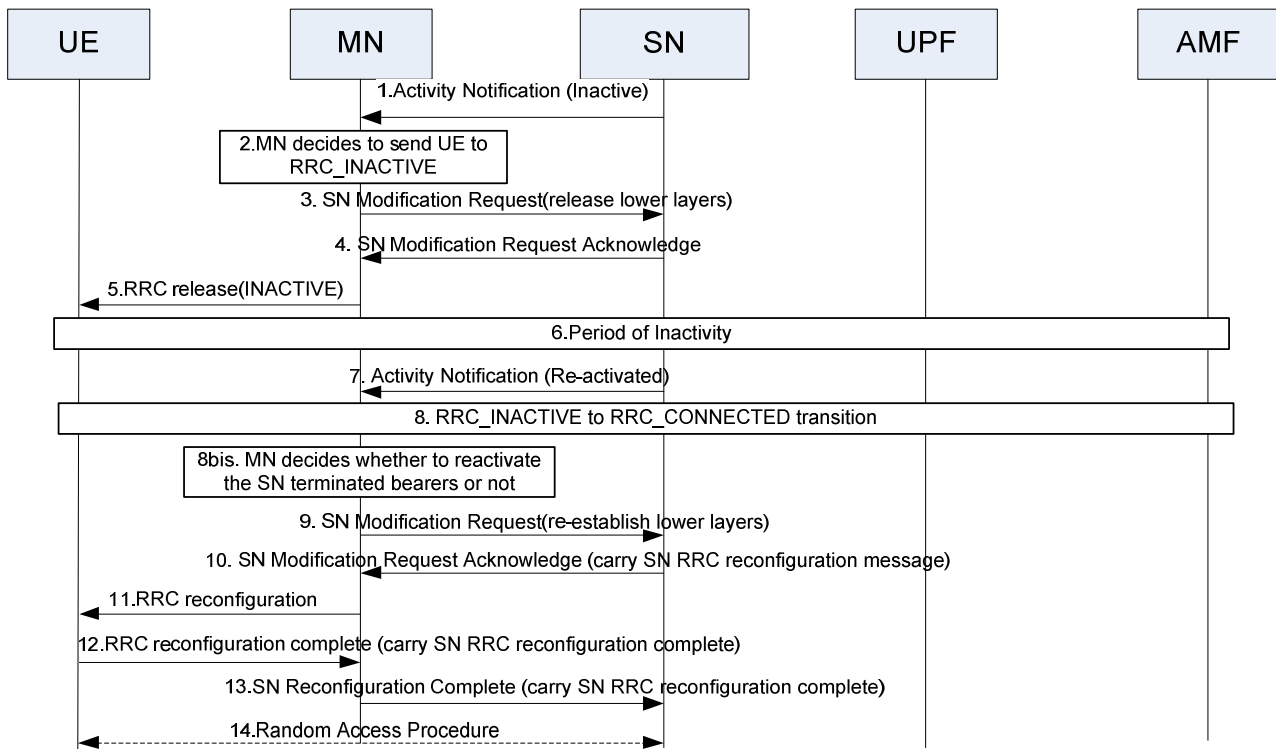 UE
MN
SN
UPF
AMF
1.Activity Notification (Inactive)
2.MN decides to send UE to
RRC_INACTIVE
3. SN Modification Request(release lower layers)
4. SN Modification Request Acknowledge
5.RRC release(INACTIVE)
6.Period of Inactivity
7. Activity Notification (Re-activated)
8. RRC_INACTIVE to RRC_CONNECTED transition
8bis. MN decides whether to reactivate
the SN terminated bearers or not
9. SN Modification Request(re-establish lower layers)
10. SN Modification Request Acknowledge (carry SN RRC reconfiguration message)
11.RRC reconfiguration
12.RRC reconfiguration complete (carry SN RRC reconfiguration complete)
13.SN Reconfiguration Complete (carry SN RRC reconfiguration complete)
14.Random Access Procedure